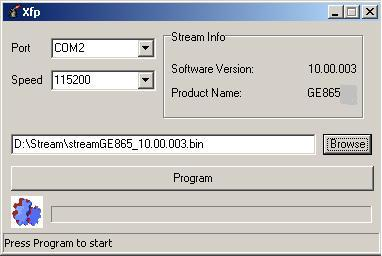 Xfp
Port COM2
Speed 115200
Stream Info
Software Version: 10.00.003
Product Name: GE865
D:\Stream\streamGE865_10.00.003.bin Browse
Program
Press Program to start